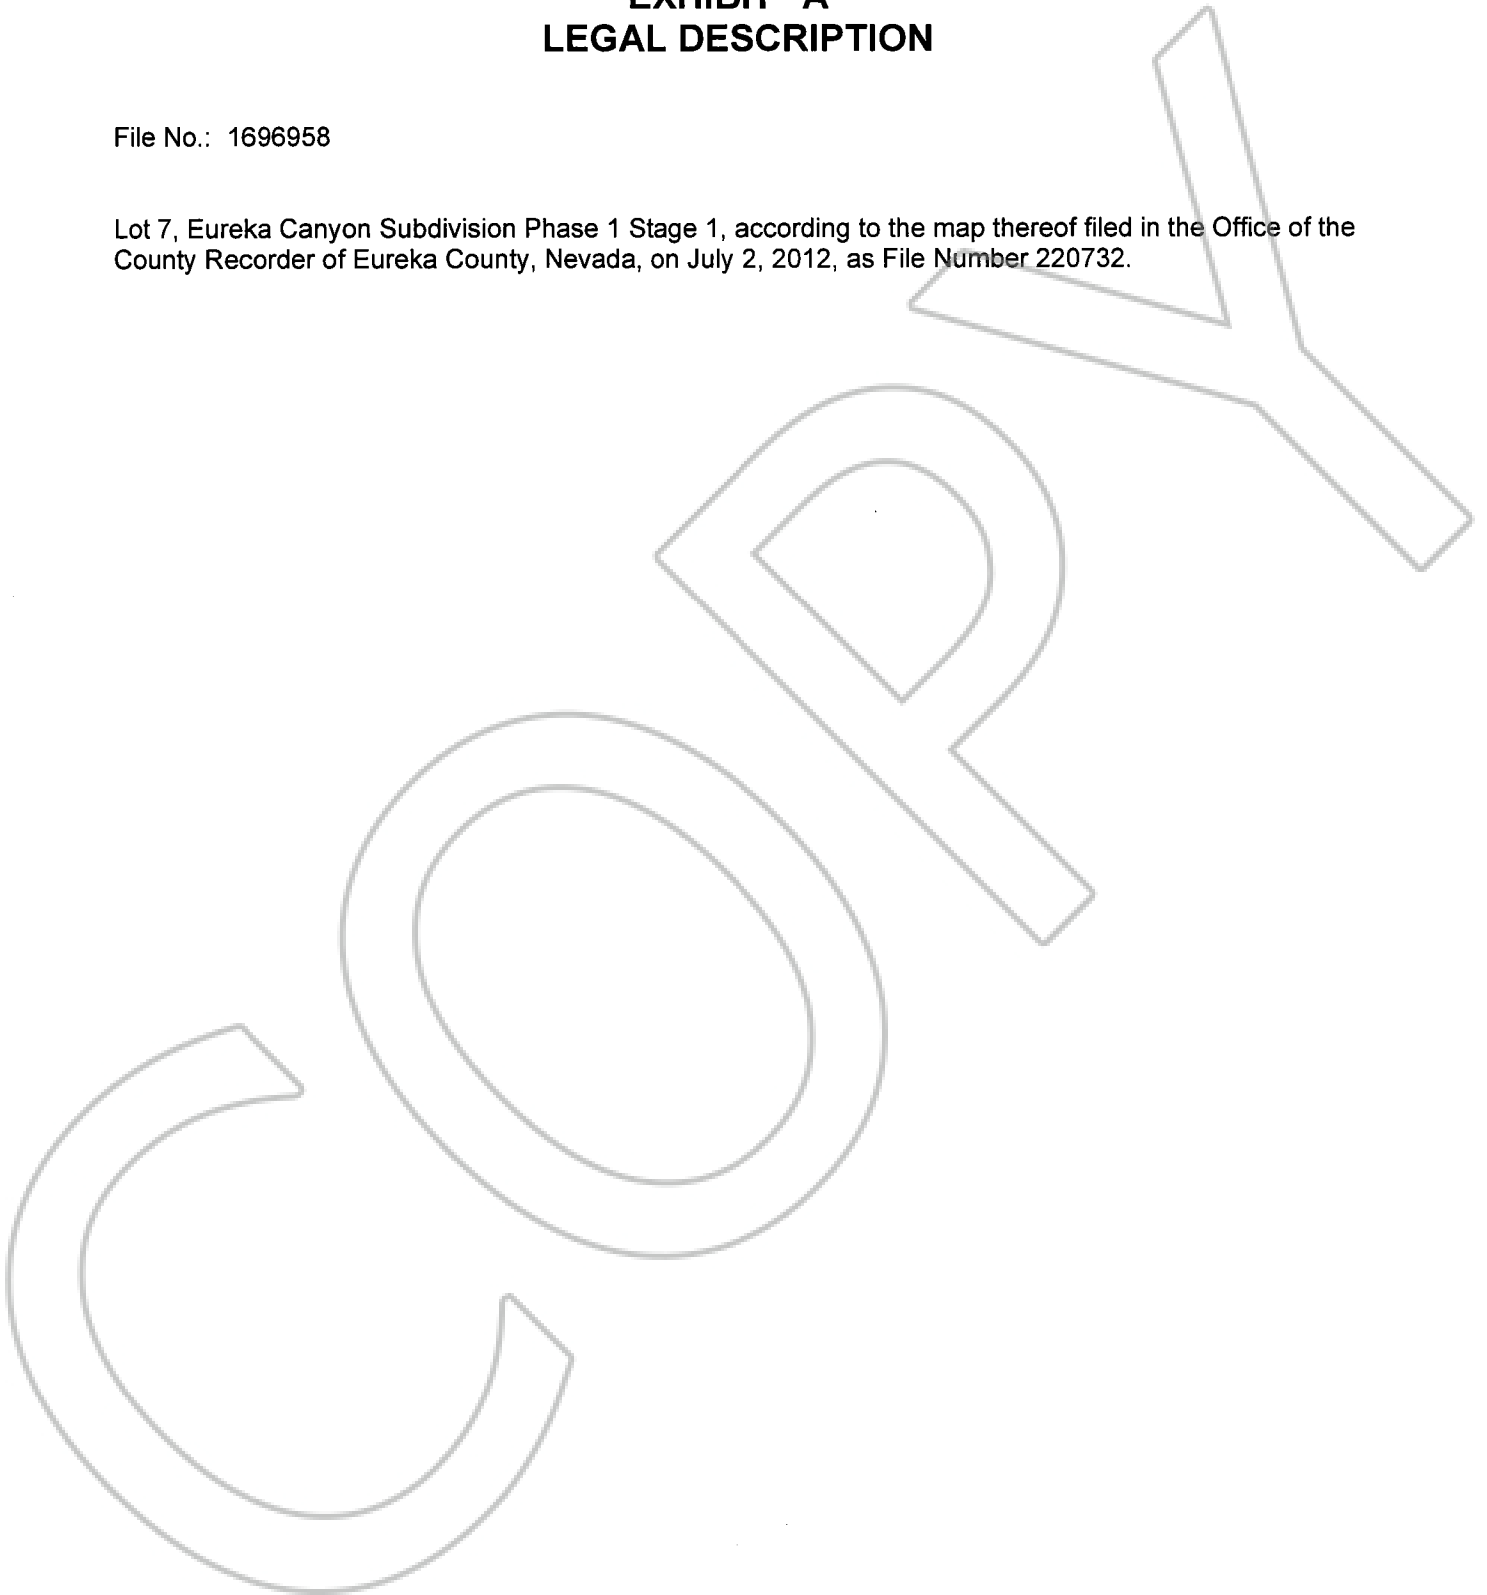 EXHIBIT "A"
LEGAL DESCRIPTION
File No.: 1696958
Lot 7, Eureka Canyon Subdivision Phase 1 Stage 1, according to the map thereof filed in the Office of the
County Recorder of Eureka County, Nevada, on July 2, 2012, as File Number 220732.
COPY